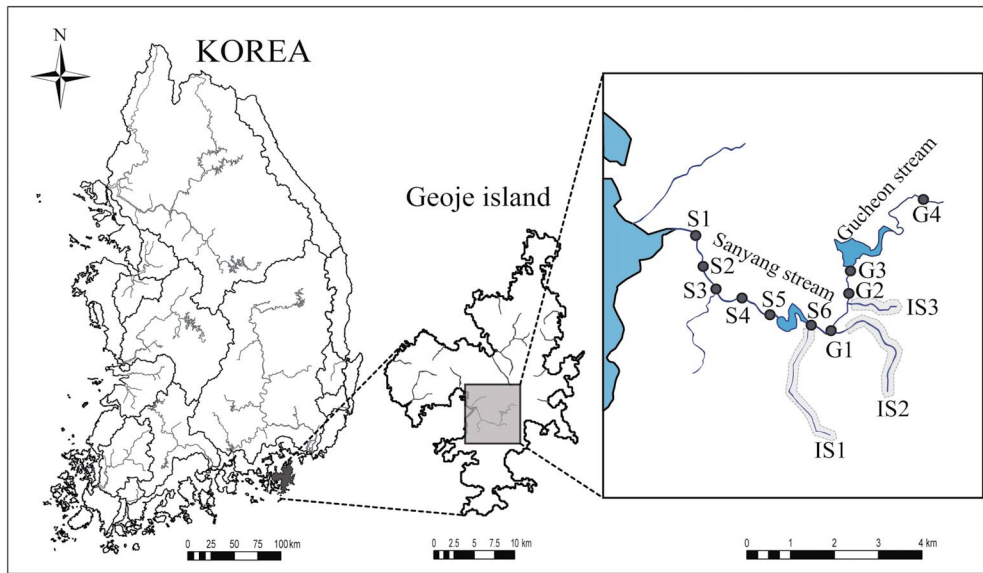 N
KOREA
Geoje island
Gucheon stream
G4
S1
Sanyang stream
S2
G3
S3
G2
S5
S6
IS3
S4
G1
IS2
IS1
0 25 50 75 100 km
0 2.5 5 7.5 10 km
0 1 2 3 4 km